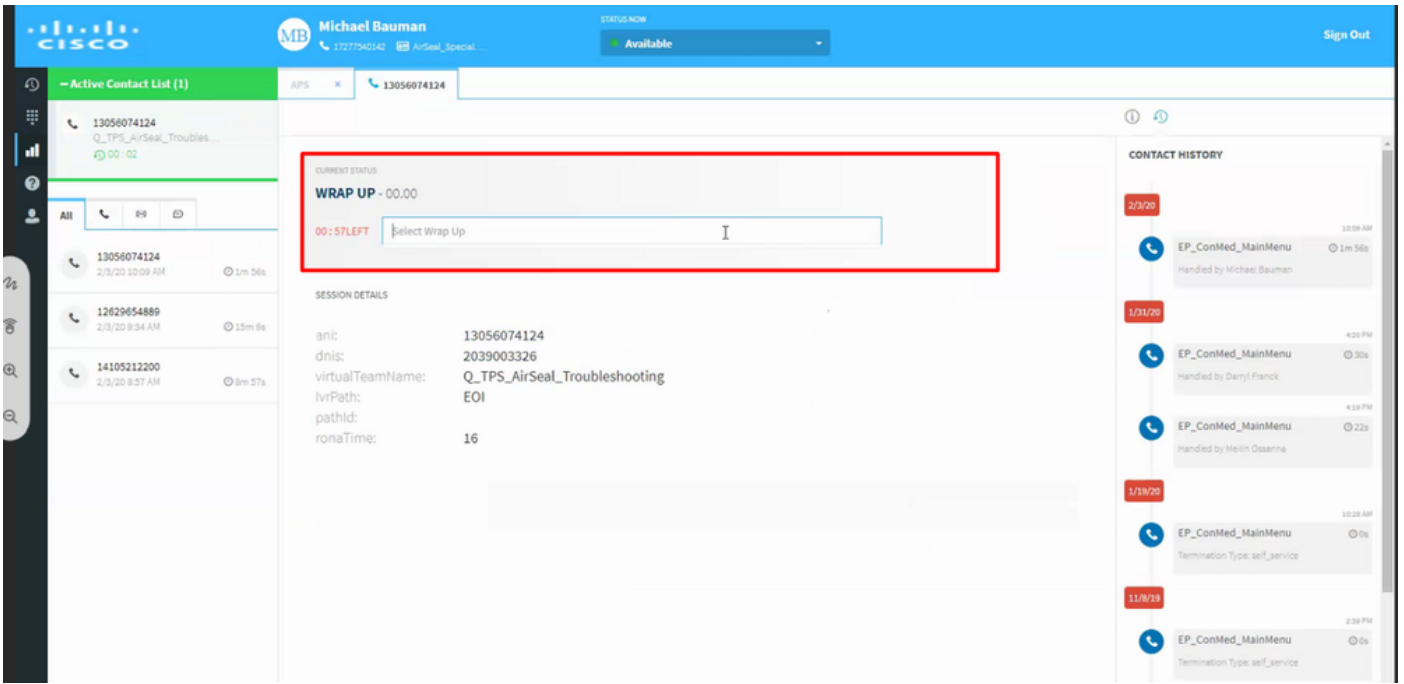 CISCO
MB
Michael Bauman
17277540142 AirSeal_Special...
STATUS NOW
Available
Sign Out
– Active Contact List (1)
APS × 13056074124
13056074124
Q_TPS_AirSeal_Troubles...
00 : 02
All
13056074124
2/3/20 10:09 AM 1m 56s
12629654889
2/3/20 9:34 AM 15m 6s
14105212200
2/3/20 8:57 AM 8m 57s
CURRENT STATUS
WRAP UP - 00.00
00 : 57LEFT Select Wrap Up
SESSION DETAILS
ani: 13056074124
dnis: 2039003326
virtualTeamName: Q_TPS_AirSeal_Troubleshooting
IvrPath: EOI
pathId:
ronaTime: 16
CONTACT HISTORY
2/3/20
10:09 AM
EP_ConMed_MainMenu 1m 56s
Handled by Michael Bauman
1/31/20
4:20 PM
EP_ConMed_MainMenu 30s
Handled by Darryl Franck
4:19 PM
EP_ConMed_MainMenu 22s
Handled by Meilin Ossanna
1/19/20
10:28 AM
EP_ConMed_MainMenu 0s
Termination Type: self_service
11/8/19
2:39 PM
EP_ConMed_MainMenu 0s
Termination Type: self_service